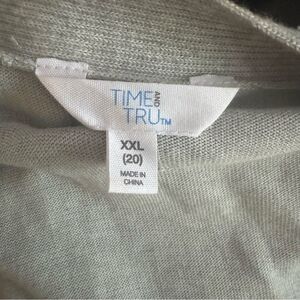 TIME AND
TRU™
XXL
(20)
MADE IN
CHINA